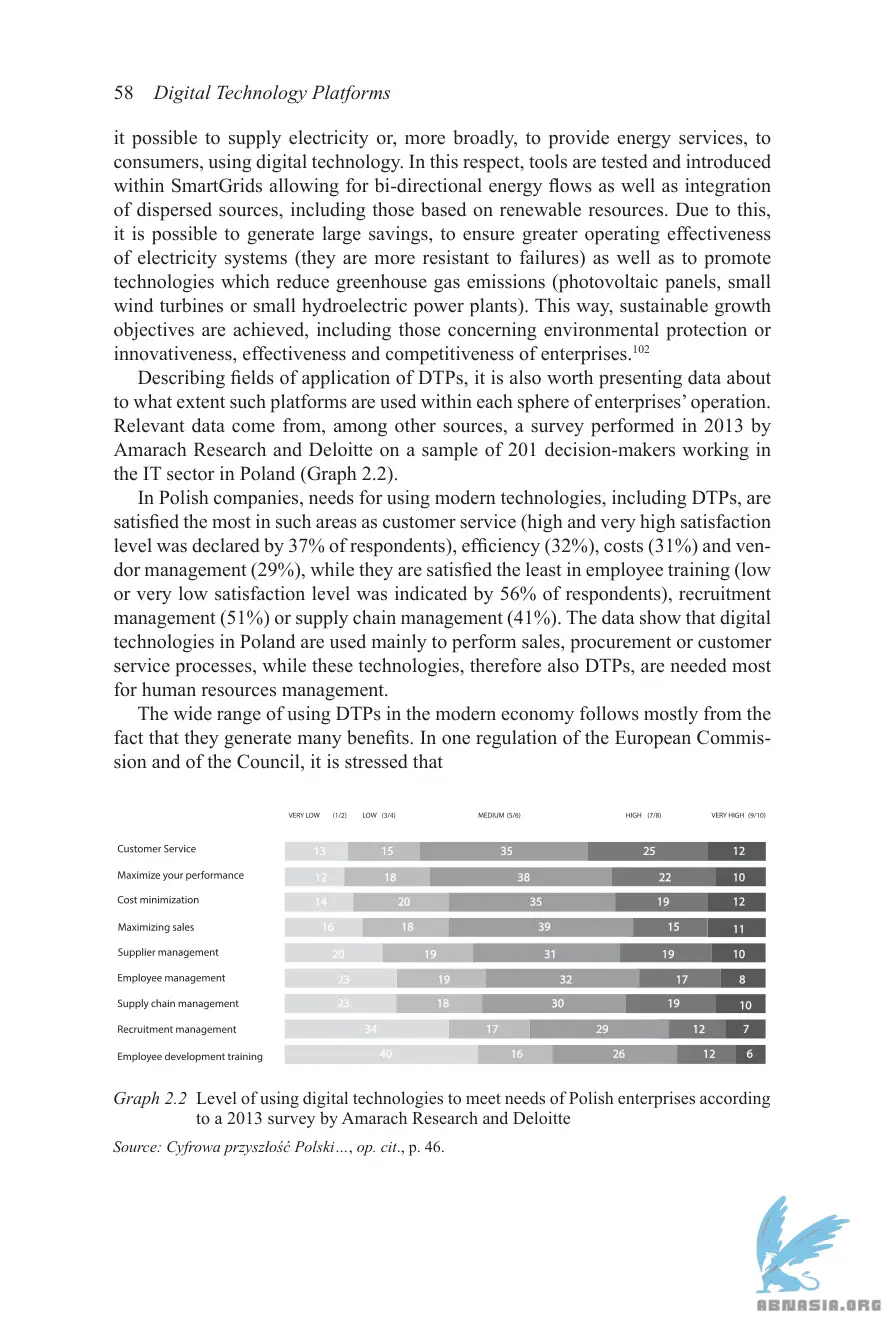 58 Digital Technology Platforms
it possible to supply electricity or, more broadly, to provide energy services, to
consumers, using digital technology. In this respect, tools are tested and introduced
within SmartGrids allowing for bi-directional energy flows as well as integration
of dispersed sources, including those based on renewable resources. Due to this,
it is possible to generate large savings, to ensure greater operating effectiveness
of electricity systems (they are more resistant to failures) as well as to promote
technologies which reduce greenhouse gas emissions (photovoltaic panels, small
wind turbines or small hydroelectric power plants). This way, sustainable growth
objectives are achieved, including those concerning environmental protection or
innovativeness, effectiveness and competitiveness of enterprises.102
Describing fields of application of DTPs, it is also worth presenting data about
to what extent such platforms are used within each sphere of enterprises' operation.
Relevant data come from, among other sources, a survey performed in 2013 by
Amarach Research and Deloitte on a sample of 201 decision-makers working in
the IT sector in Poland (Graph 2.2).
In Polish companies, needs for using modern technologies, including DTPs, are
satisfied the most in such areas as customer service (high and very high satisfaction
level was declared by 37% of respondents), efficiency (32%), costs (31%) and ven-
dor management (29%), while they are satisfied the least in employee training (low
or very low satisfaction level was indicated by 56% of respondents), recruitment
management (51%) or supply chain management (41%). The data show that digital
technologies in Poland are used mainly to perform sales, procurement or customer
service processes, while these technologies, therefore also DTPs, are needed most
for human resources management.
The wide range of using DTPs in the modern economy follows mostly from the
fact that they generate many benefits. In one regulation of the European Commis-
sion and of the Council, it is stressed that
VERY LOW (1/2) LOW (3/4) MEDIUM (5/6) HIGH (7/8) VERY HIGH (9/10)
Customer Service 13 15 35 25 12
Maximize your performance 12 18 38 22 10
Cost minimization 14 20 35 19 12
Maximizing sales 16 18 39 15 11
Supplier management 20 19 31 19 10
Employee management 23 19 32 17 8
Supply chain management 23 18 30 19 10
Recruitment management 34 17 29 12 7
Employee development training 40 16 26 12 6
Graph 2.2 Level of using digital technologies to meet needs of Polish enterprises according
to a 2013 survey by Amarach Research and Deloitte
Source: Cyfrowa przyszłość Polski…, op. cit., p. 46.
ABNASIA.ORG